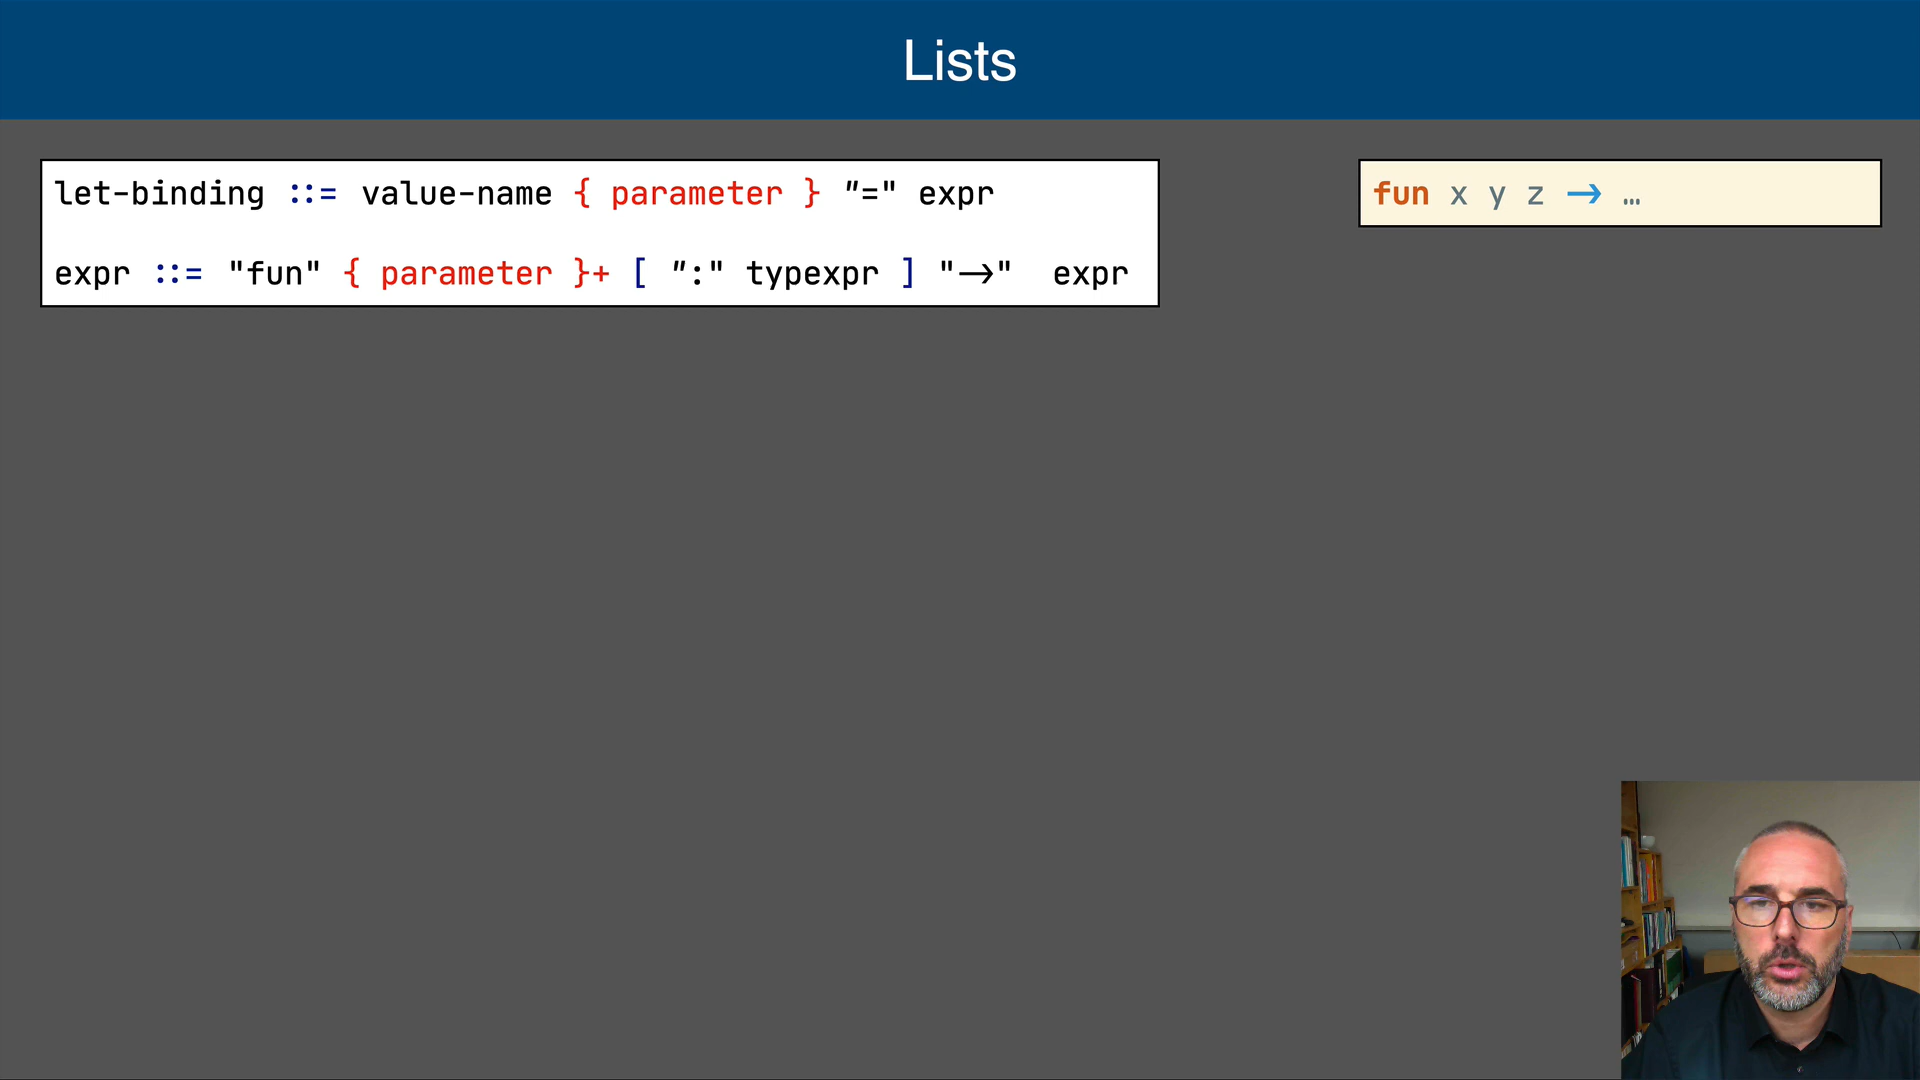 Lists
let-binding ::= value-name { parameter } "=" expr
expr ::= "fun" { parameter }+ [ ":" typexpr ] "->" expr
fun x y z -> …